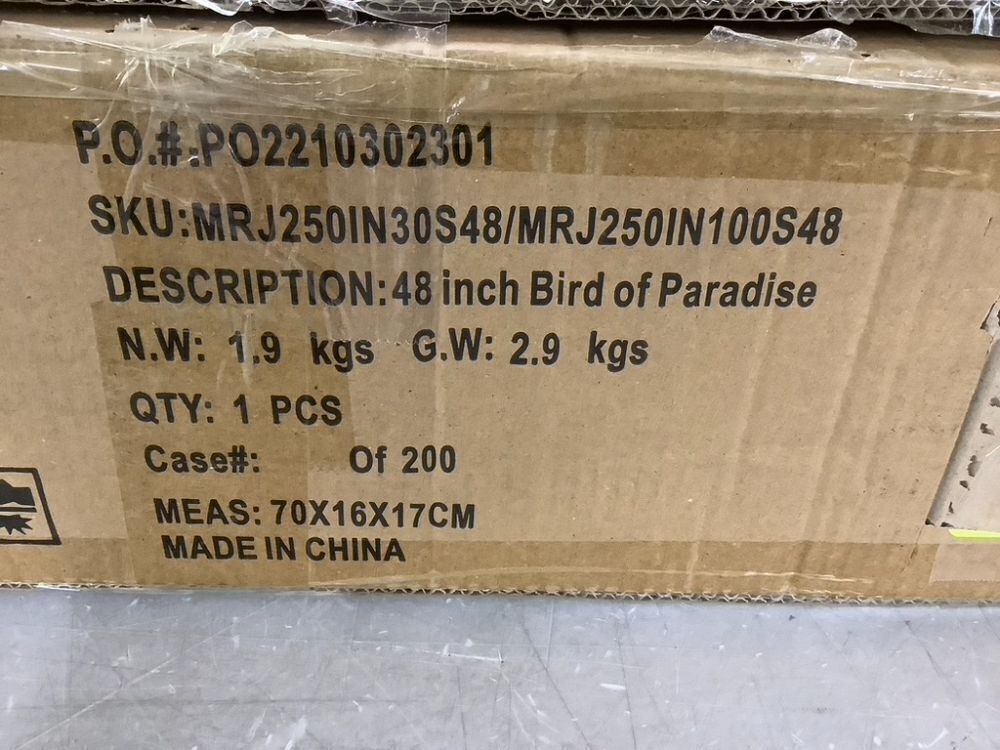 P.O.#:PO2210302301
SKU:MRJ250IN30S48/MRJ250IN100S48
DESCRIPTION:48 inch Bird of Paradise
N.W: 1.9 kgs G.W: 2.9 kgs
QTY: 1 PCS
Case#: Of 200
MEAS: 70X16X17CM
MADE IN CHINA